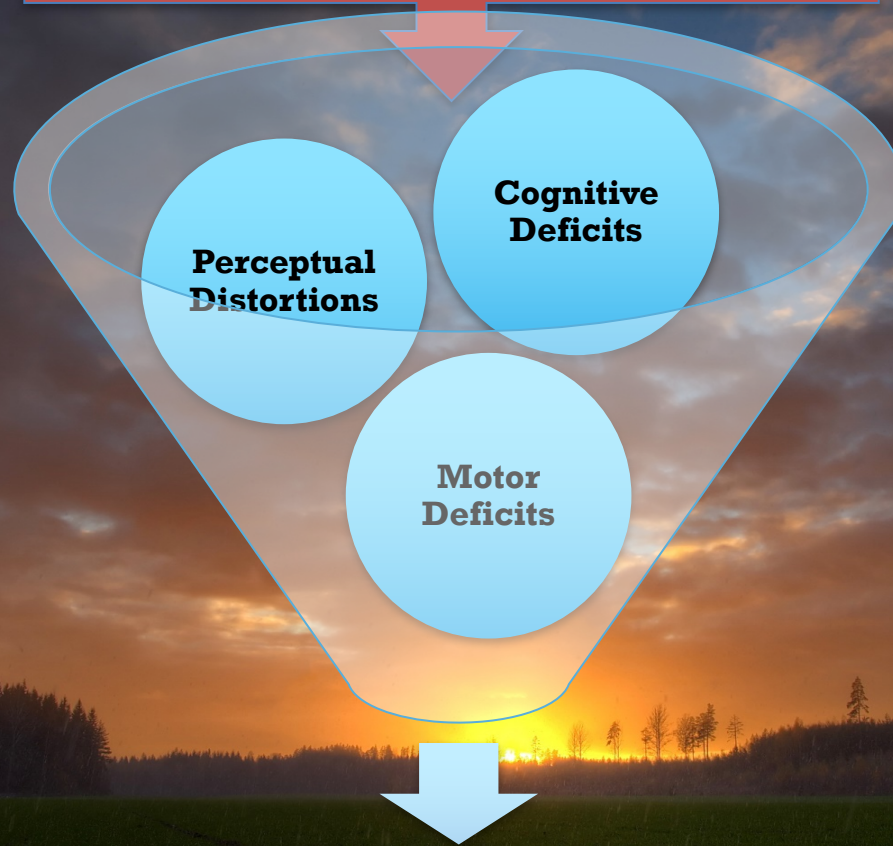 Cognitive
Deficits
Perceptual
Distortions
Motor
Deficits